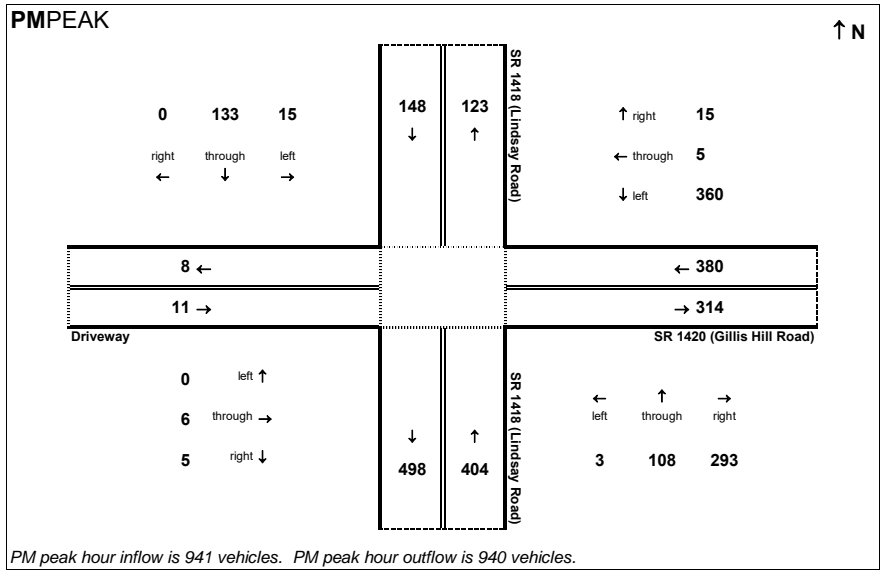 PMPEAK
↑ N
0 133 15
right through left
← ↓ →
148 123
↓ ↑
SR 1418 (Lindsay Road)
↑ right 15
← through 5
↓ left 360
8 ←
← 380
11 →
→ 314
Driveway
SR 1420 (Gillis Hill Road)
0 left ↑
6 through →
5 right ↓
↓ ↑
498 404
SR 1418 (Lindsay Road)
← ↑ →
left through right
3 108 293
PM peak hour inflow is 941 vehicles. PM peak hour outflow is 940 vehicles.